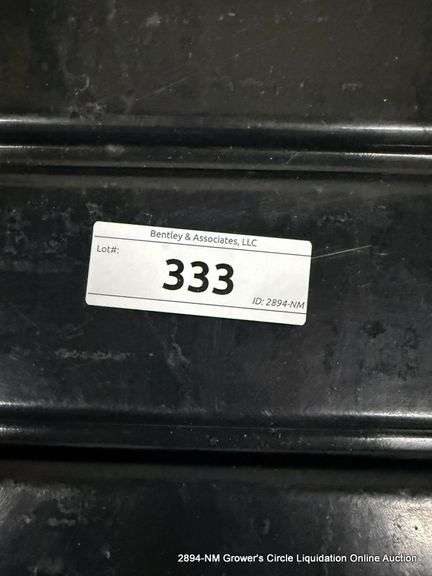 Bentley & Associates, LLC
Lot#:
333
ID: 2894-NM
2894-NM Grower's Circle Liquidation Online Auction